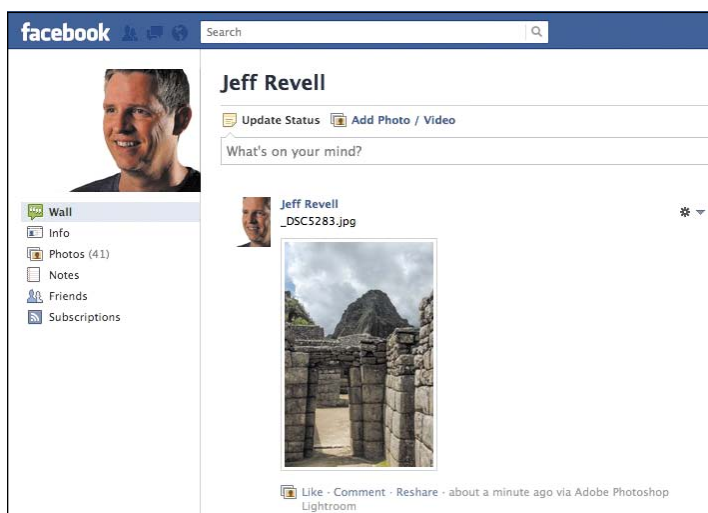 facebook
Search
Jeff Revell
Update Status Add Photo / Video
What's on your mind?
Wall
Info
Photos (41)
Notes
Friends
Subscriptions
Jeff Revell
_DSC5283.jpg
Like · Comment · Reshare · about a minute ago via Adobe Photoshop
Lightroom